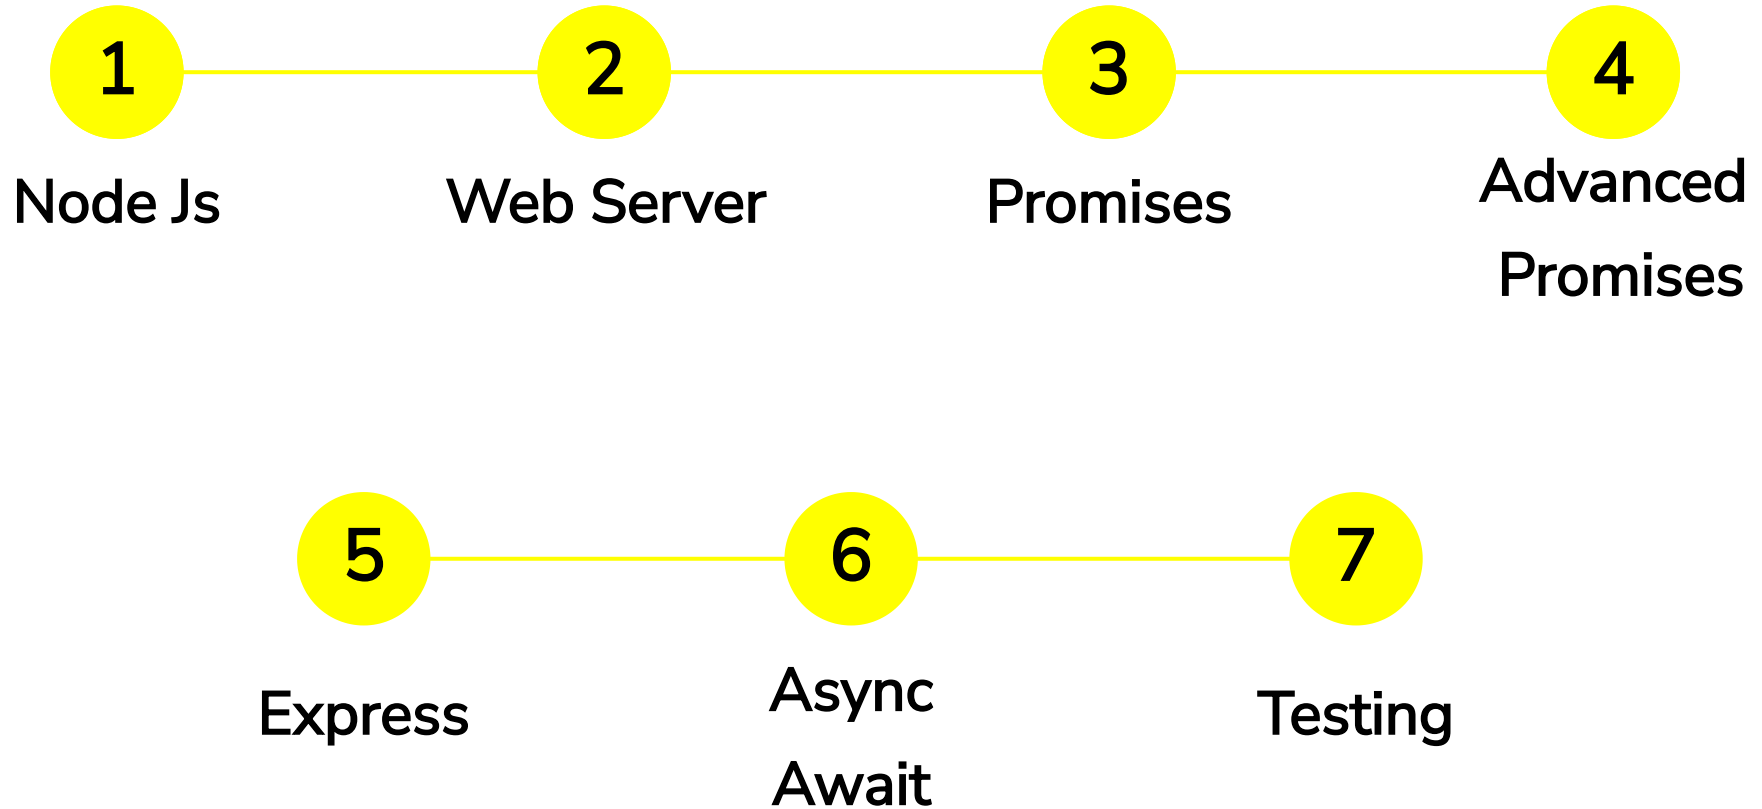 1 2 3 4
Node Js Web Server Promises Advanced
Promises
5 6 7
Express Async Testing
Await